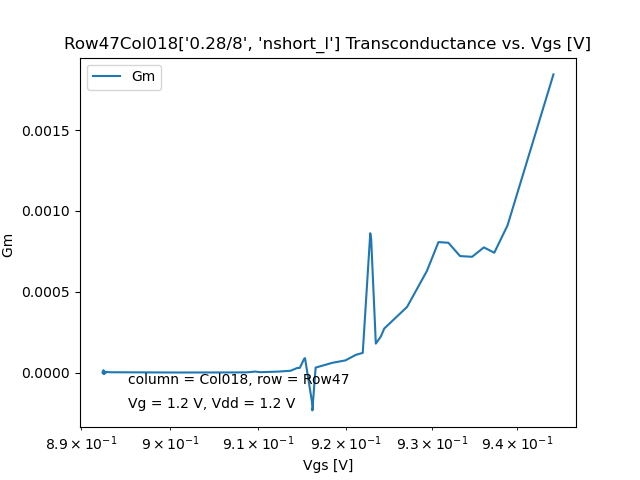 Row47Col018['0.28/8', 'nshort_l'] Transconductance vs. Vgs [V]
Gm
0.0015
0.0010
0.0005
0.0000
Gm
column = Col018, row = Row47
Vg = 1.2 V, Vdd = 1.2 V
8.9 × 10⁻¹ 9 × 10⁻¹ 9.1 × 10⁻¹ 9.2 × 10⁻¹ 9.3 × 10⁻¹ 9.4 × 10⁻¹
Vgs [V]